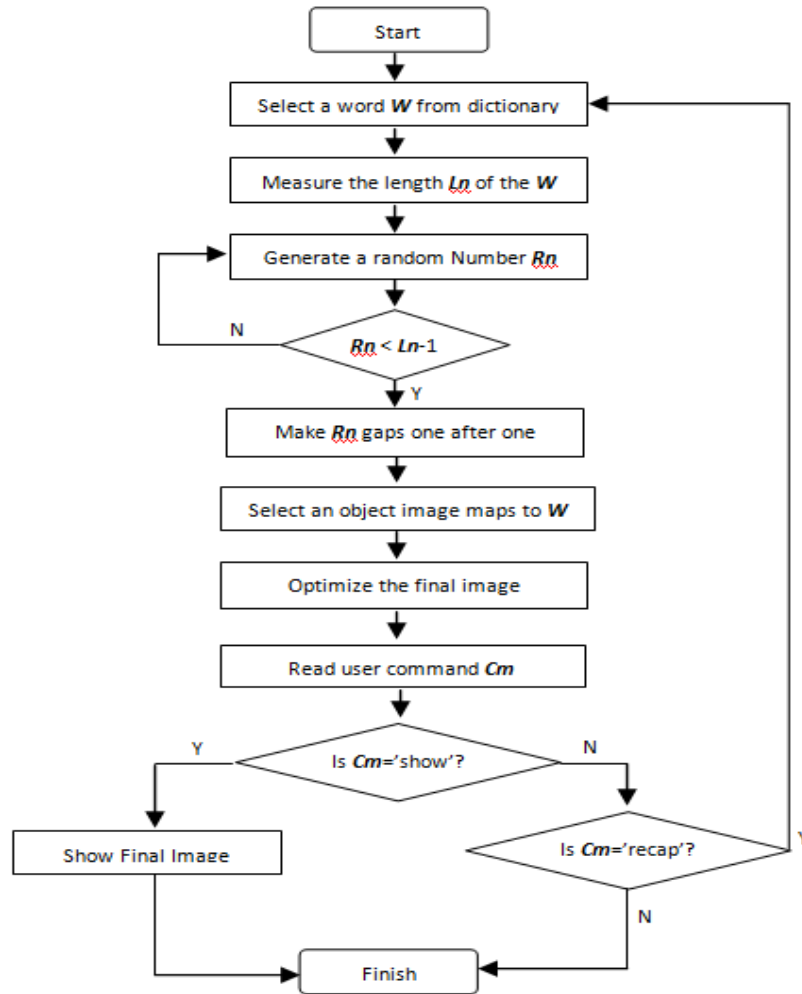 Start
Select a word W from dictionary
Measure the length Ln of the W
Generate a random Number Rn
N
Rn < Ln-1
Y
Make Rn gaps one after one
Select an object image maps to W
Optimize the final image
Read user command Cm
Y
Is Cm='show'?
N
Show Final Image
Is Cm='recap'?
Y
N
Finish